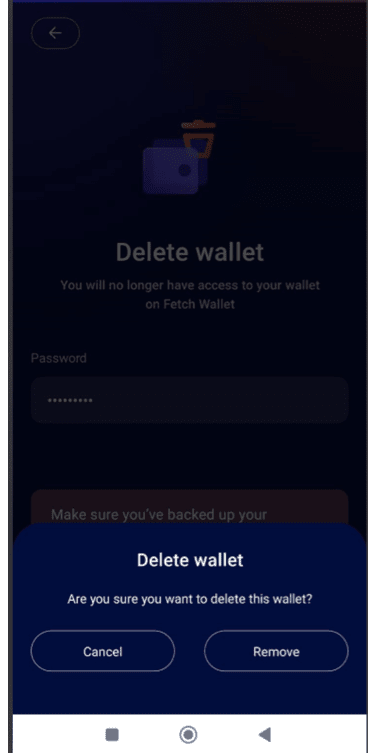 Delete wallet
You will no longer have access to your wallet
on Fetch Wallet
Password
•••••••••
Make sure you've backed up your
Delete wallet
Are you sure you want to delete this wallet?
Cancel
Remove